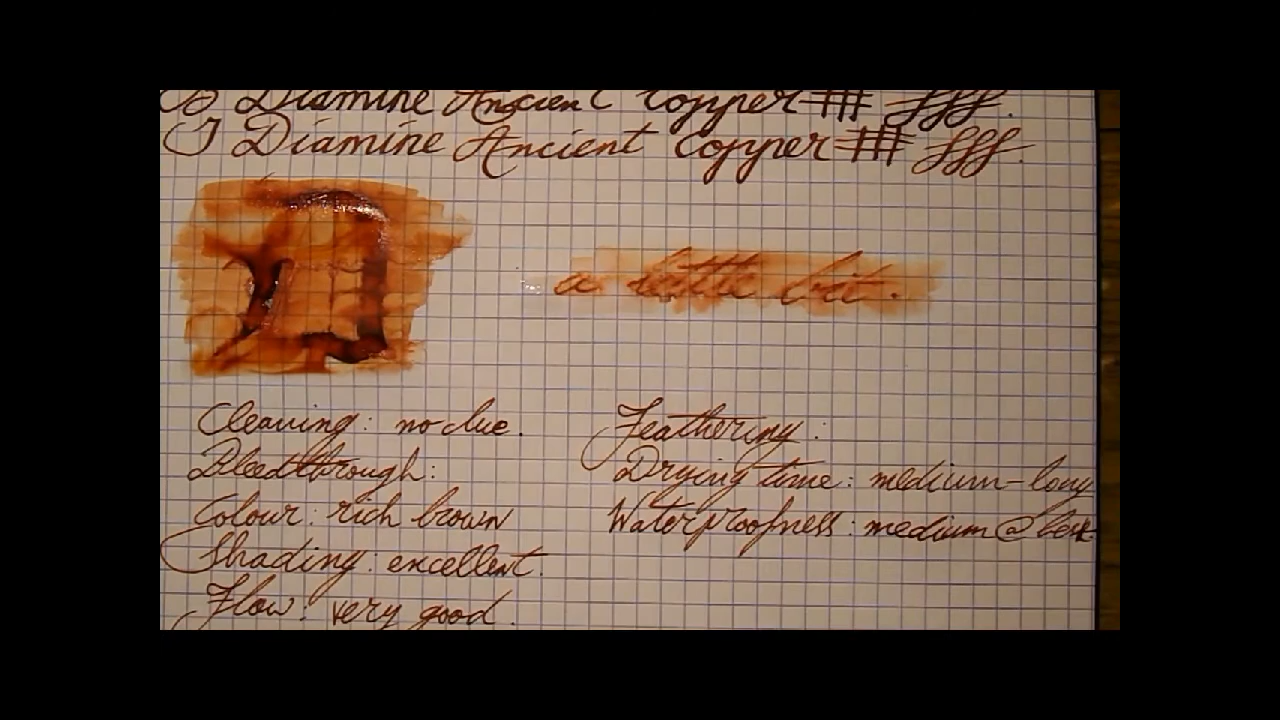 B Diamine Ancient Copper
J Diamine Ancient Copper fff.
a little bit.
Cleaning: no clue.
Feathering:
Bleedthrough:
Drying time: medium-long
Colour: rich brown
Waterproofness: medium @ best.
Shading: excellent.
Flow: very good.